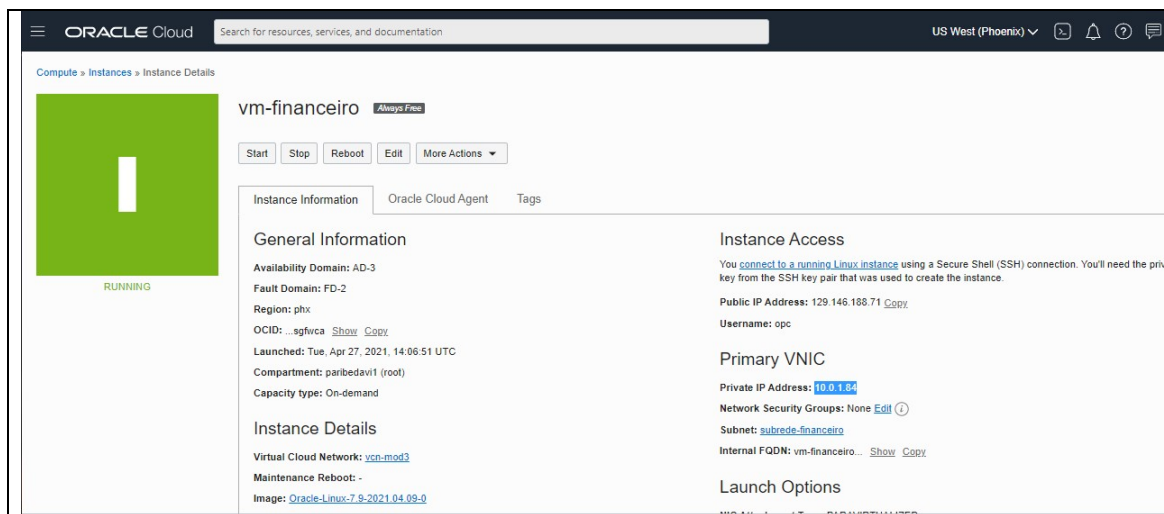 ORACLE Cloud
Search for resources, services, and documentation
US West (Phoenix)
Compute » Instances » Instance Details
I
RUNNING
vm-financeiro Always Free
Start Stop Reboot Edit More Actions
Instance Information Oracle Cloud Agent Tags
General Information
Availability Domain: AD-3
Fault Domain: FD-2
Region: phx
OCID: ...sgfwca Show Copy
Launched: Tue, Apr 27, 2021, 14:06:51 UTC
Compartment: paribedavi1 (root)
Capacity type: On-demand
Instance Details
Virtual Cloud Network: vcn-mod3
Maintenance Reboot: -
Image: Oracle-Linux-7.9-2021.04.09-0
Instance Access
You connect to a running Linux instance using a Secure Shell (SSH) connection. You'll need the priv
key from the SSH key pair that was used to create the instance.
Public IP Address: 129.146.188.71 Copy
Username: opc
Primary VNIC
Private IP Address: 10.0.1.84
Network Security Groups: None Edit
Subnet: subrede-financeiro
Internal FQDN: vm-financeiro... Show Copy
Launch Options